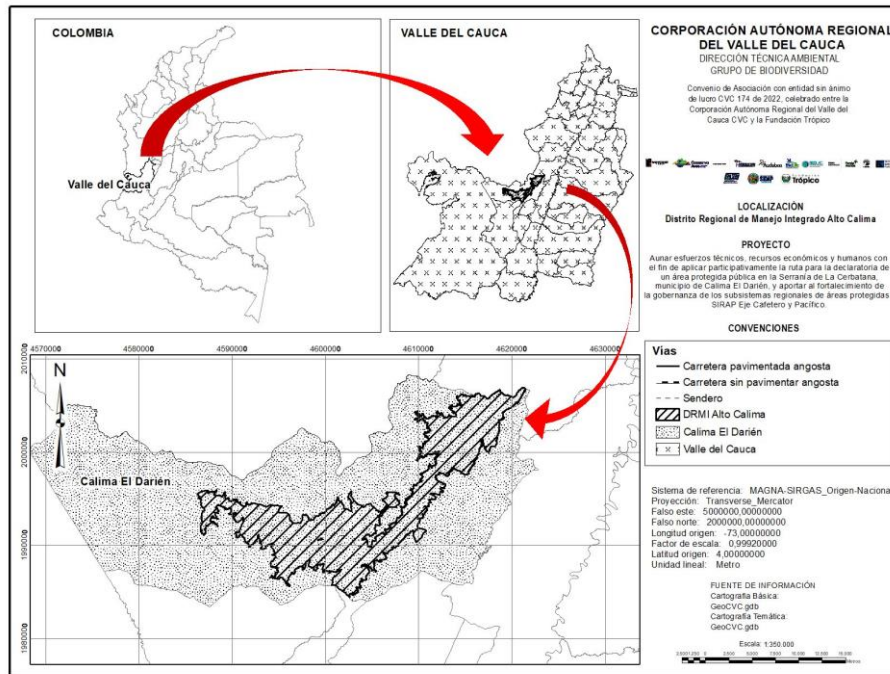 COLOMBIA
Valle del Cauca
VALLE DEL CAUCA
CORPORACIÓN AUTÓNOMA REGIONAL
DEL VALLE DEL CAUCA
DIRECCIÓN TÉCNICA AMBIENTAL
GRUPO DE BIODIVERSIDAD
Convenio de Asociación con entidad sin ánimo
de lucro CVC 174 de 2022, celebrado entre la
Corporación Autónoma Regional del Valle del
Cauca CVC y la Fundación Trópico
Trópico
LOCALIZACIÓN
Distrito Regional de Manejo Integrado Alto Calima
PROYECTO
Aunar esfuerzos técnicos, recursos económicos y humanos con
el fin de aplicar participativamente la ruta para la declaratoria de
un área protegida pública en la Serranía de La Cerbatana,
municipio de Calima El Darién, y aportar al fortalecimiento de
la gobernanza de los subsistemas regionales de áreas protegidas
SIRAP Eje Cafetero y Pacífico.
CONVENCIONES
Vías
Carretera pavimentada angosta
Carretera sin pavimentar angosta
Sendero
DRMI Alto Calima
Calima El Darién
Valle del Cauca
4570000 4580000 4590000 4600000 4610000 4620000 4630000
2010000
2000000
1990000
1980000
N
Calima El Darién
Sistema de referencia: MAGNA-SIRGAS_Origen-Nacional
Proyección: Transverse_Mercator
Falso este: 5000000,00000000
Falso norte: 2000000,00000000
Longitud origen: -73,00000000
Factor de escala: 0,99920000
Latitud origen: 4,00000000
Unidad lineal: Metro
FUENTE DE INFORMACIÓN
Cartografía Básica:
GeoCVC.gdb
Cartografía Temática:
GeoCVC.gdb
Escala: 1:350.000